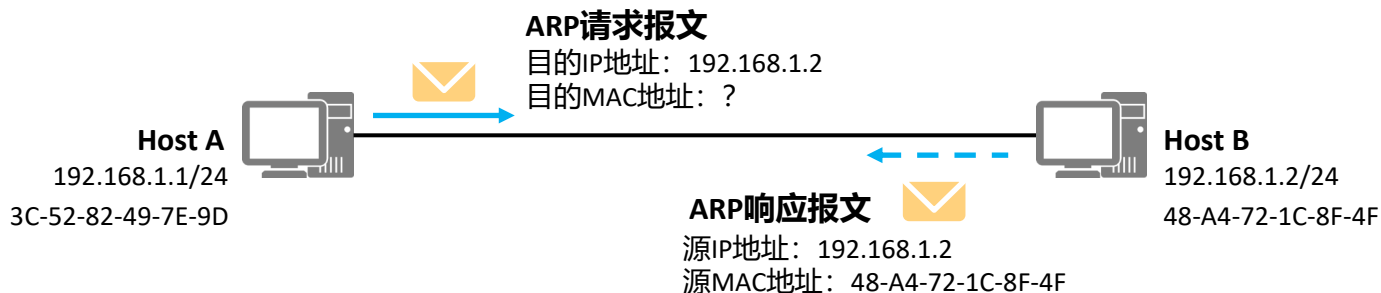 ARP请求报文
目的IP地址：192.168.1.2
目的MAC地址：?
Host A
192.168.1.1/24
3C-52-82-49-7E-9D
Host B
192.168.1.2/24
48-A4-72-1C-8F-4F
ARP响应报文
源IP地址：192.168.1.2
源MAC地址：48-A4-72-1C-8F-4F